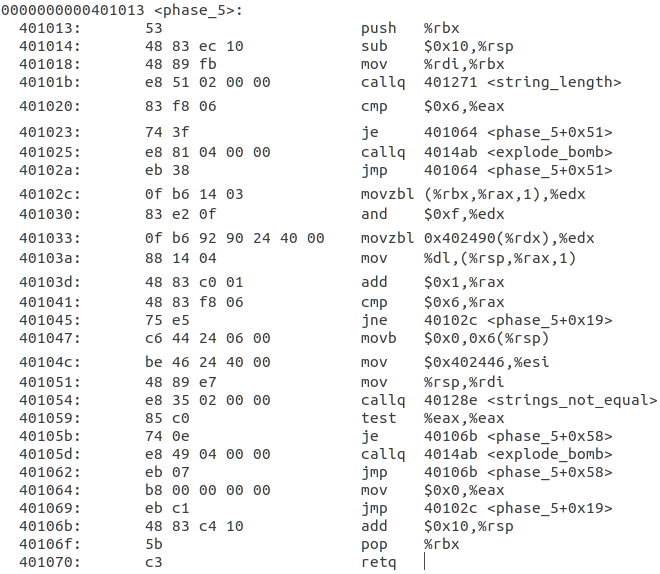 0000000000401013 <phase_5>:
401013: 53 push %rbx
401014: 48 83 ec 10 sub $0x10,%rsp
401018: 48 89 fb mov %rdi,%rbx
40101b: e8 51 02 00 00 callq 401271 <string_length>
401020: 83 f8 06 cmp $0x6,%eax
401023: 74 3f je 401064 <phase_5+0x51>
401025: e8 81 04 00 00 callq 4014ab <explode_bomb>
40102a: eb 38 jmp 401064 <phase_5+0x51>
40102c: 0f b6 14 03 movzbl (%rbx,%rax,1),%edx
401030: 83 e2 0f and $0xf,%edx
401033: 0f b6 92 90 24 40 00 movzbl 0x402490(%rdx),%edx
40103a: 88 14 04 mov %dl,(%rsp,%rax,1)
40103d: 48 83 c0 01 add $0x1,%rax
401041: 48 83 f8 06 cmp $0x6,%rax
401045: 75 e5 jne 40102c <phase_5+0x19>
401047: c6 44 24 06 00 movb $0x0,0x6(%rsp)
40104c: be 46 24 40 00 mov $0x402446,%esi
401051: 48 89 e7 mov %rsp,%rdi
401054: e8 35 02 00 00 callq 40128e <strings_not_equal>
401059: 85 c0 test %eax,%eax
40105b: 74 0e je 40106b <phase_5+0x58>
40105d: e8 49 04 00 00 callq 4014ab <explode_bomb>
401062: eb 07 jmp 40106b <phase_5+0x58>
401064: b8 00 00 00 00 mov $0x0,%eax
401069: eb c1 jmp 40102c <phase_5+0x19>
40106b: 48 83 c4 10 add $0x10,%rsp
40106f: 5b pop %rbx
401070: c3 retq